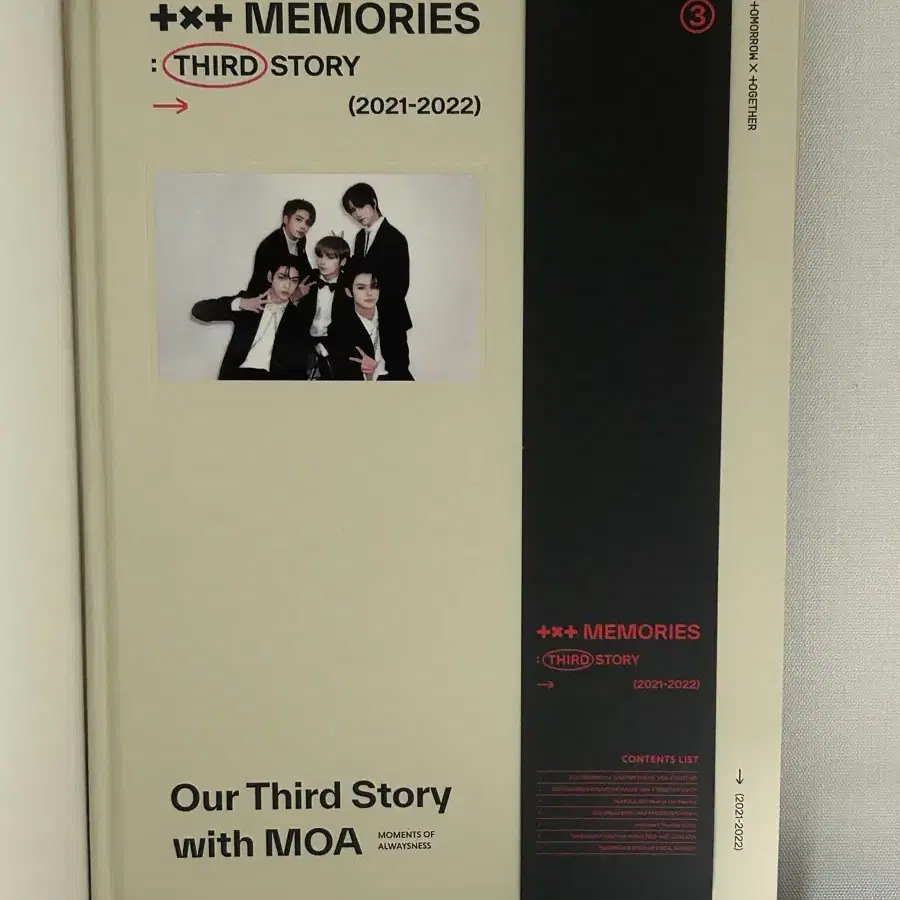 +×+ MEMORIES
: THIRD STORY
→ (2021-2022)
3
+OMORROW × +OGETHER
+×+ MEMORIES
: THIRD STORY
→ (2021-2022)
CONTENTS LIST
Our Third Story
with MOA
MOMENTS OF
ALWAYSNESS
→ (2021-2022)